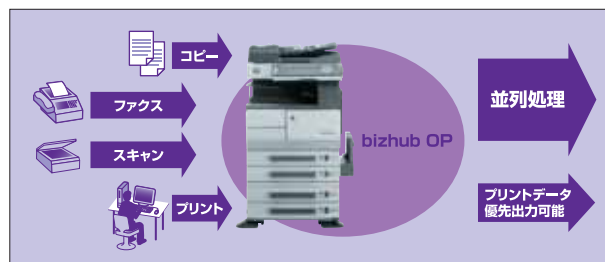 コピー
ファクス
スキャン
プリント
bizhub OP
並列処理
プリントデータ
優先出力可能